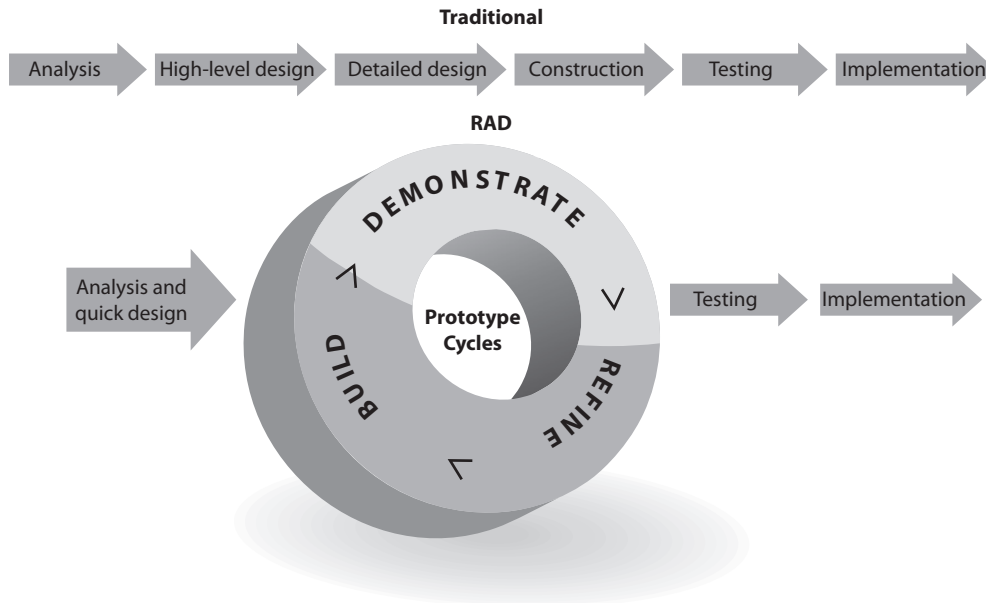 Traditional
Analysis
High-level design
Detailed design
Construction
Testing
Implementation
RAD
Analysis and
quick design
DEMONSTRATE
REFINE
BUILD
Prototype
Cycles
Testing
Implementation